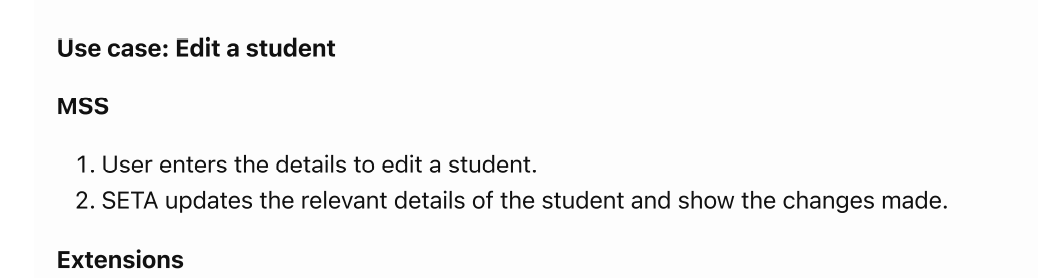 Use case: Edit a student
MSS
1. User enters the details to edit a student.
2. SETA updates the relevant details of the student and show the changes made.
Extensions